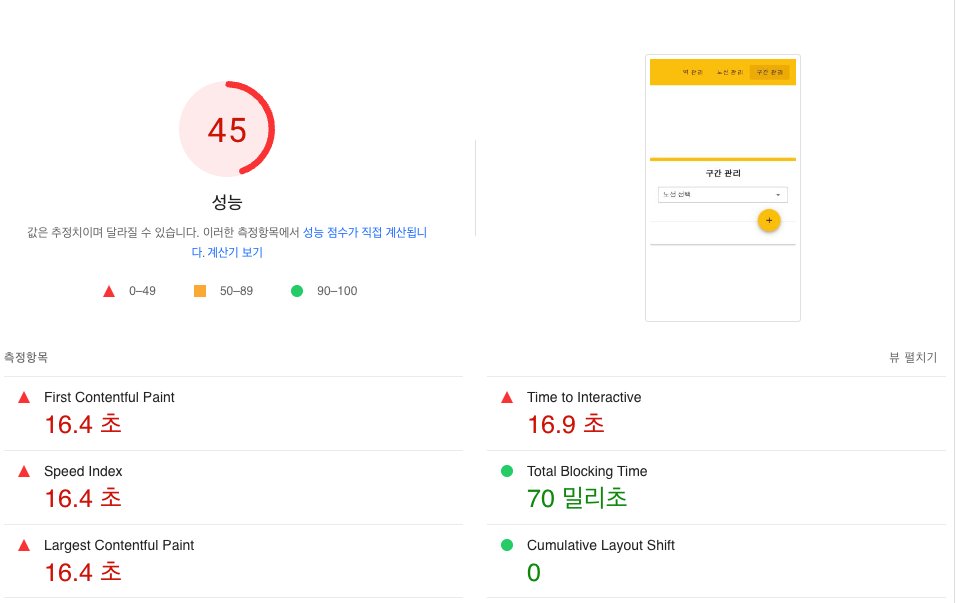 45
성능
값은 추정치이며 달라질 수 있습니다. 이러한 측정항목에서 성능 점수가 직접 계산됩니
다. 계산기 보기
0–49 50–89 90–100
역 관리 노선 관리 구간 관리
구간 관리
노선 선택
+
측정항목
뷰 펼치기
First Contentful Paint
16.4 초
Time to Interactive
16.9 초
Speed Index
16.4 초
Total Blocking Time
70 밀리초
Largest Contentful Paint
16.4 초
Cumulative Layout Shift
0